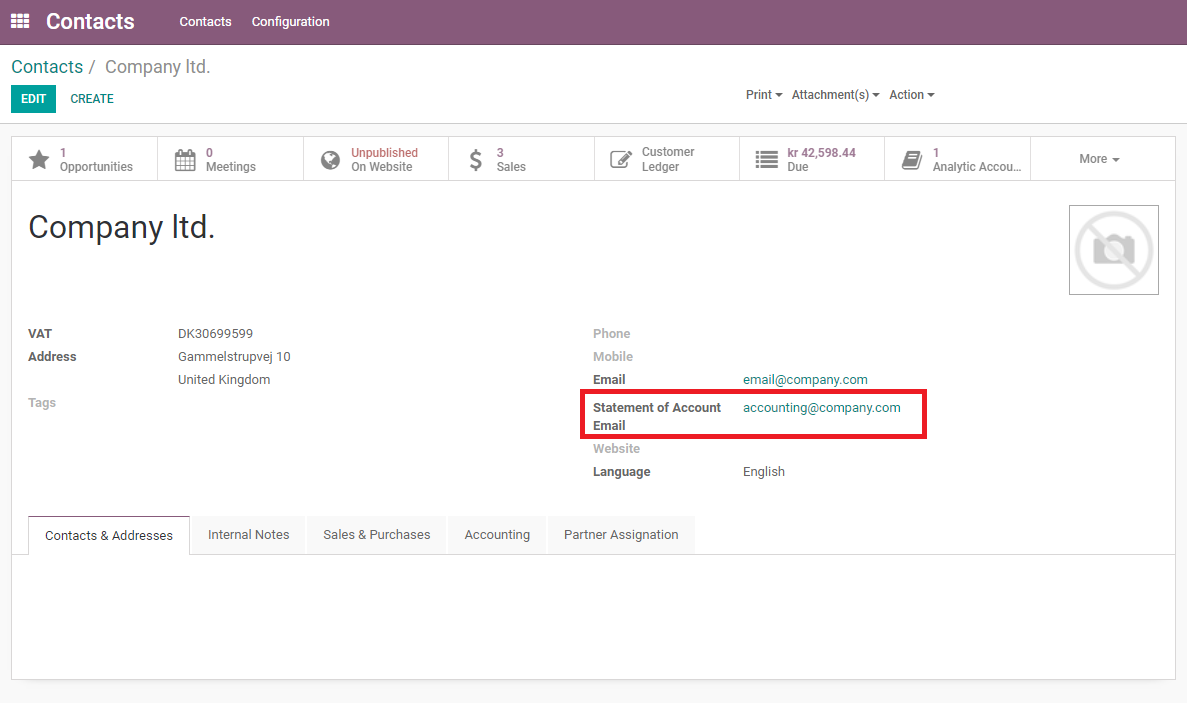 Contacts Contacts Configuration
Contacts / Company ltd.
EDIT CREATE Print Attachment(s) Action
1
Opportunities
0
Meetings
Unpublished
On Website
3
Sales
Customer
Ledger
kr 42,598.44
Due
1
Analytic Accou...
More
Company ltd.
VAT DK30699599
Address Gammelstrupvej 10
United Kingdom
Tags
Phone
Mobile
Email email@company.com
Statement of Account accounting@company.com
Email
Website
Language English
Contacts & Addresses Internal Notes Sales & Purchases Accounting Partner Assignation